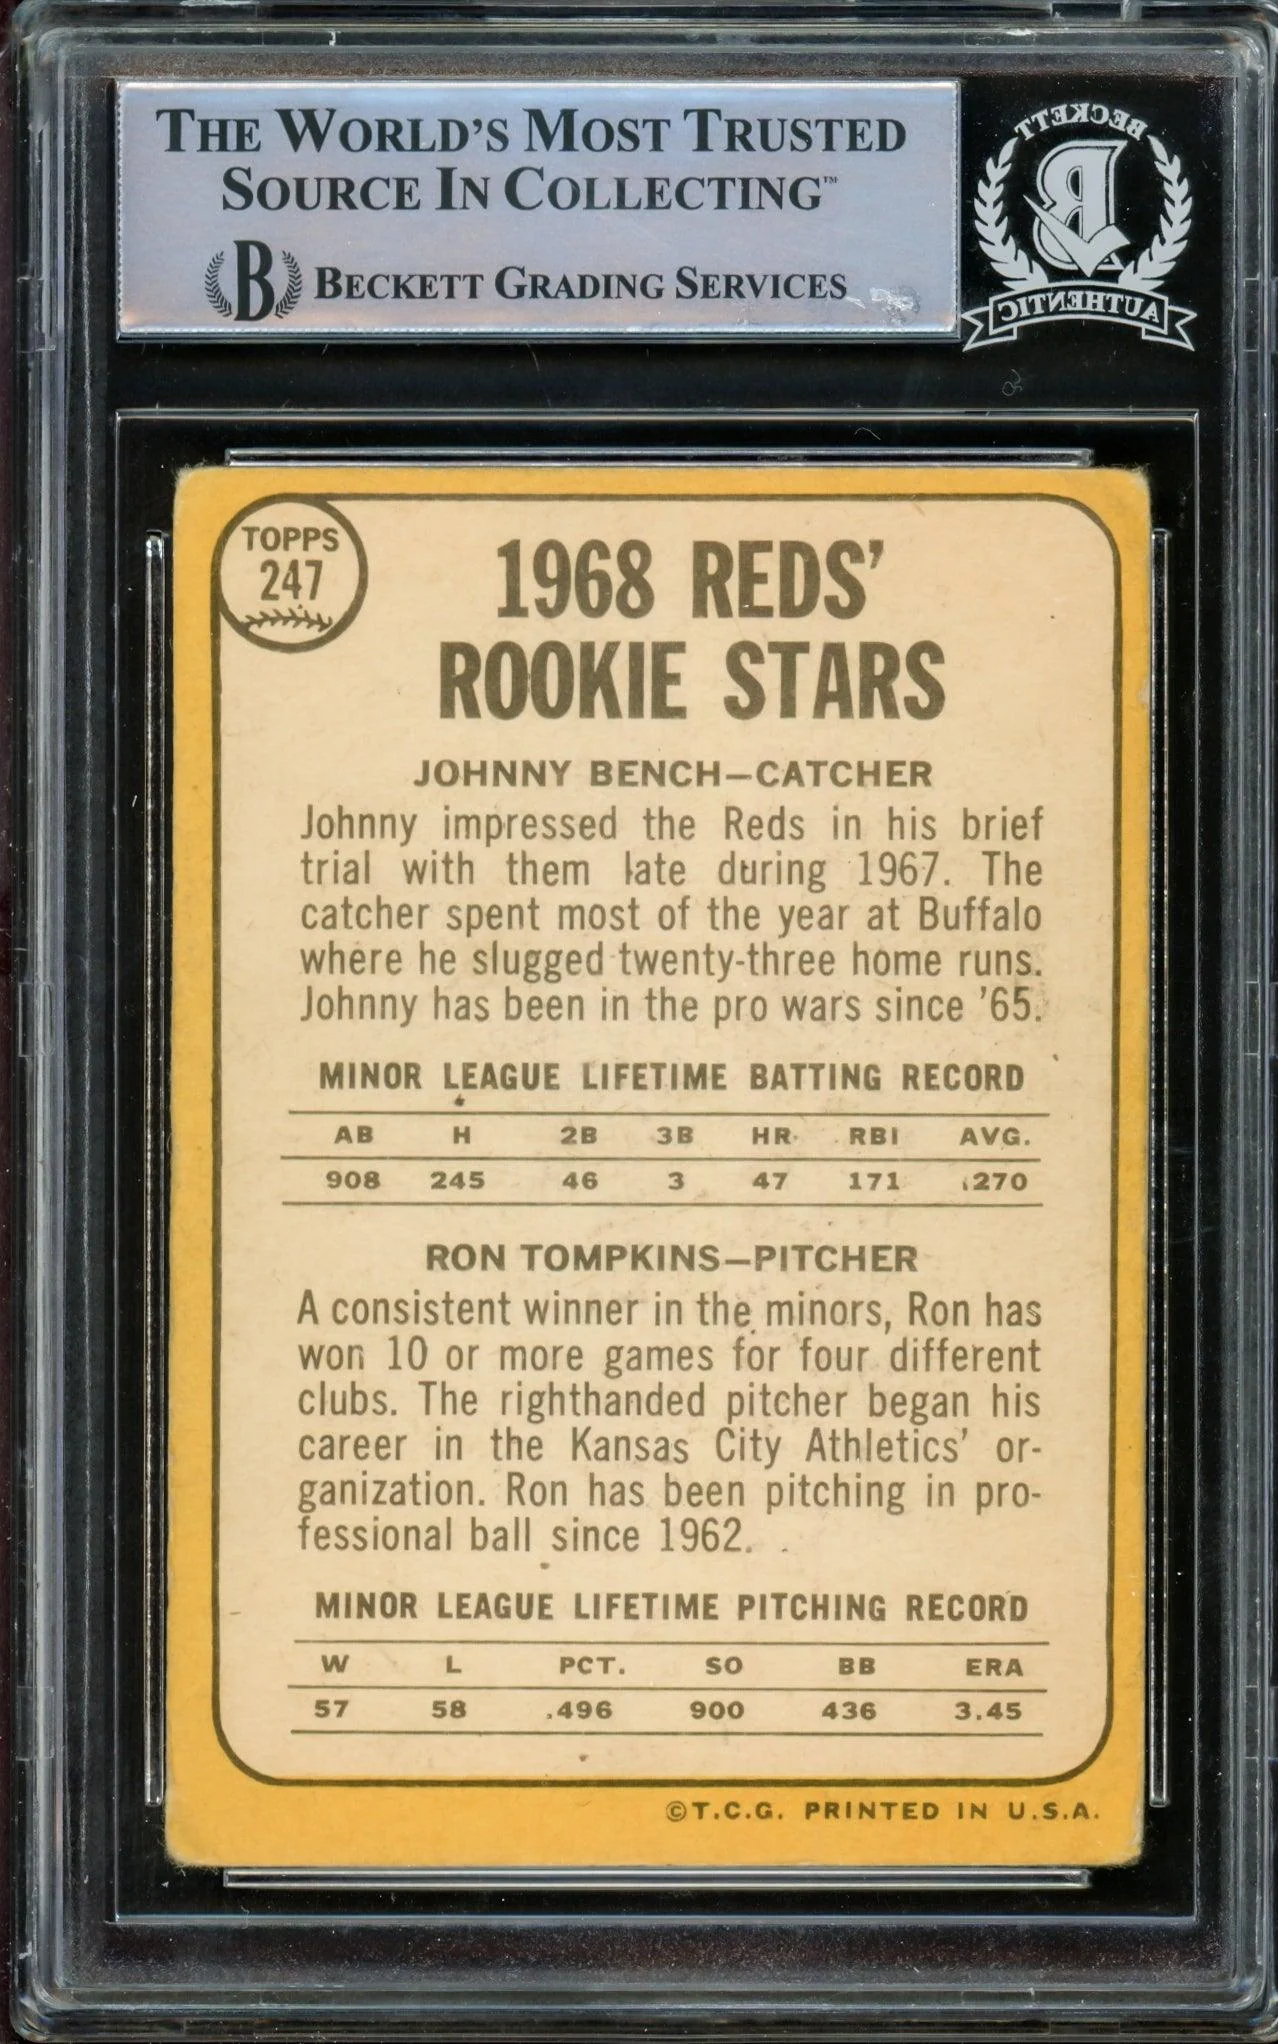 THE WORLD'S MOST TRUSTED
SOURCE IN COLLECTING™
B BECKETT GRADING SERVICES
BECKETT
B
AUTHENTIC
TOPPS
247
1968 REDS'
ROOKIE STARS
JOHNNY BENCH—CATCHER
Johnny impressed the Reds in his brief
trial with them late during 1967. The
catcher spent most of the year at Buffalo
where he slugged twenty-three home runs.
Johnny has been in the pro wars since '65.
MINOR LEAGUE LIFETIME BATTING RECORD
AB H 2B 3B HR RBI AVG.
908 245 46 3 47 171 .270
RON TOMPKINS—PITCHER
A consistent winner in the minors, Ron has
won 10 or more games for four different
clubs. The righthanded pitcher began his
career in the Kansas City Athletics' or-
ganization. Ron has been pitching in pro-
fessional ball since 1962.
MINOR LEAGUE LIFETIME PITCHING RECORD
W L PCT. SO BB ERA
57 58 .496 900 436 3.45
©T.C.G. PRINTED IN U.S.A.